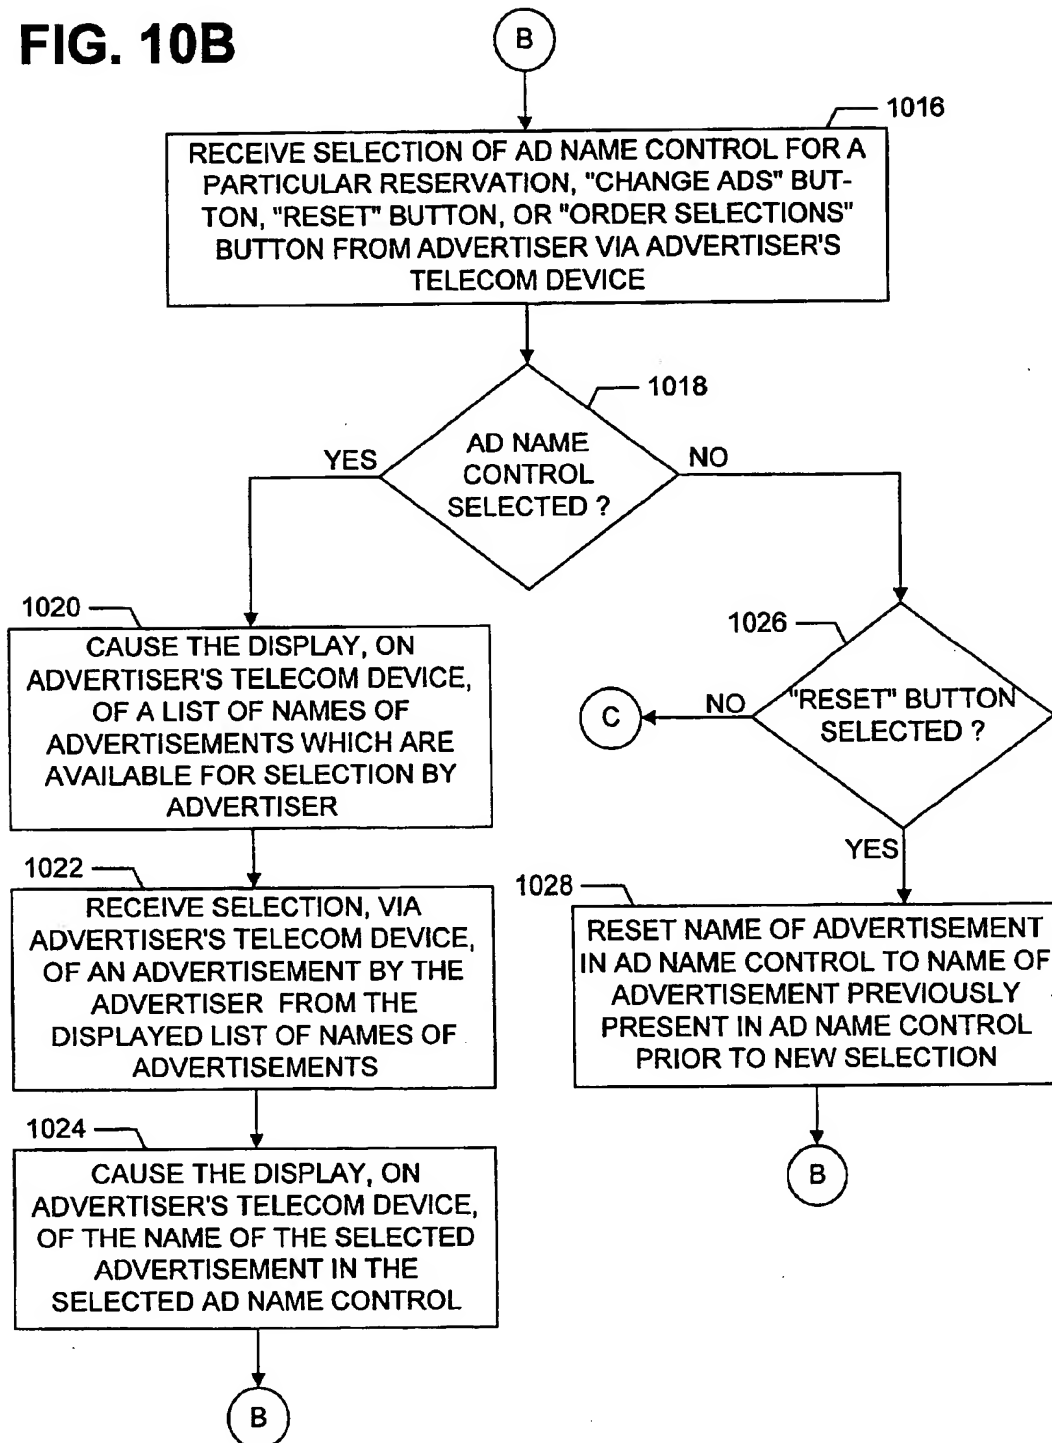 FIG. 10B
B
1016
RECEIVE SELECTION OF AD NAME CONTROL FOR A
PARTICULAR RESERVATION, "CHANGE ADS" BUT-
TON, "RESET" BUTTON, OR "ORDER SELECTIONS"
BUTTON FROM ADVERTISER VIA ADVERTISER'S
TELECOM DEVICE
1018
AD NAME
CONTROL
SELECTED ?
YES
NO
1020
CAUSE THE DISPLAY, ON
ADVERTISER'S TELECOM DEVICE,
OF A LIST OF NAMES OF
ADVERTISEMENTS WHICH ARE
AVAILABLE FOR SELECTION BY
ADVERTISER
1022
RECEIVE SELECTION, VIA
ADVERTISER'S TELECOM DEVICE,
OF AN ADVERTISEMENT BY THE
ADVERTISER FROM THE
DISPLAYED LIST OF NAMES OF
ADVERTISEMENTS
1024
CAUSE THE DISPLAY, ON
ADVERTISER'S TELECOM DEVICE,
OF THE NAME OF THE SELECTED
ADVERTISEMENT IN THE
SELECTED AD NAME CONTROL
B
1026
"RESET" BUTTON
SELECTED ?
NO
C
YES
1028
RESET NAME OF ADVERTISEMENT
IN AD NAME CONTROL TO NAME OF
ADVERTISEMENT PREVIOUSLY
PRESENT IN AD NAME CONTROL
PRIOR TO NEW SELECTION
B